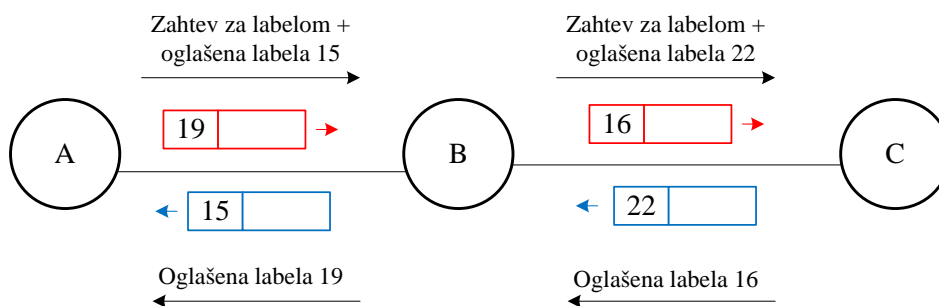 Zahtev za labelom +
oglašena labela 15
Zahtev za labelom +
oglašena labela 22
19
16
A
B
C
15
22
Oglašena labela 19
Oglašena labela 16